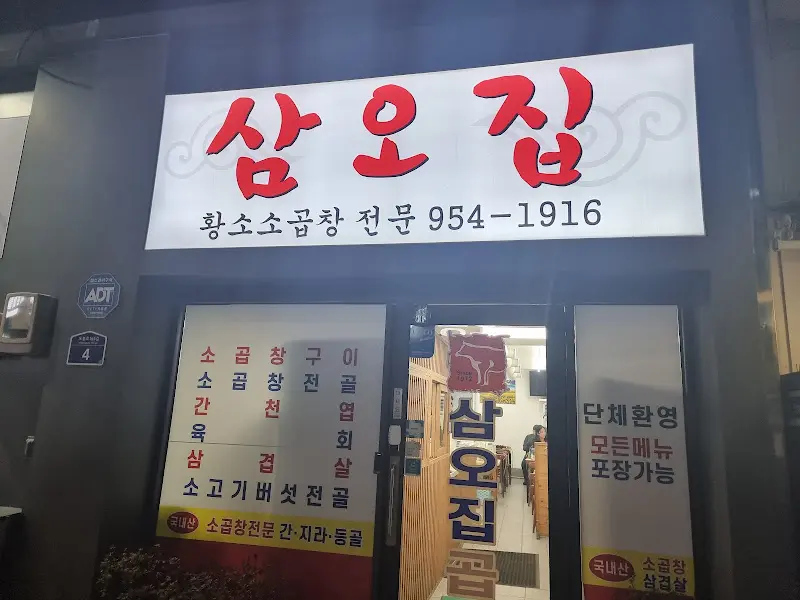 삼오집
황소소곱창 전문 954-1916
ADT
4
소곱창구이
소곱창전골
간천엽
육회
삼겹살
소고기버섯전골
국내산 소곱창전문 간·지라·등골
삼오집곱
단체환영
모든메뉴
포장가능
국내산 소곱창
삼겹살